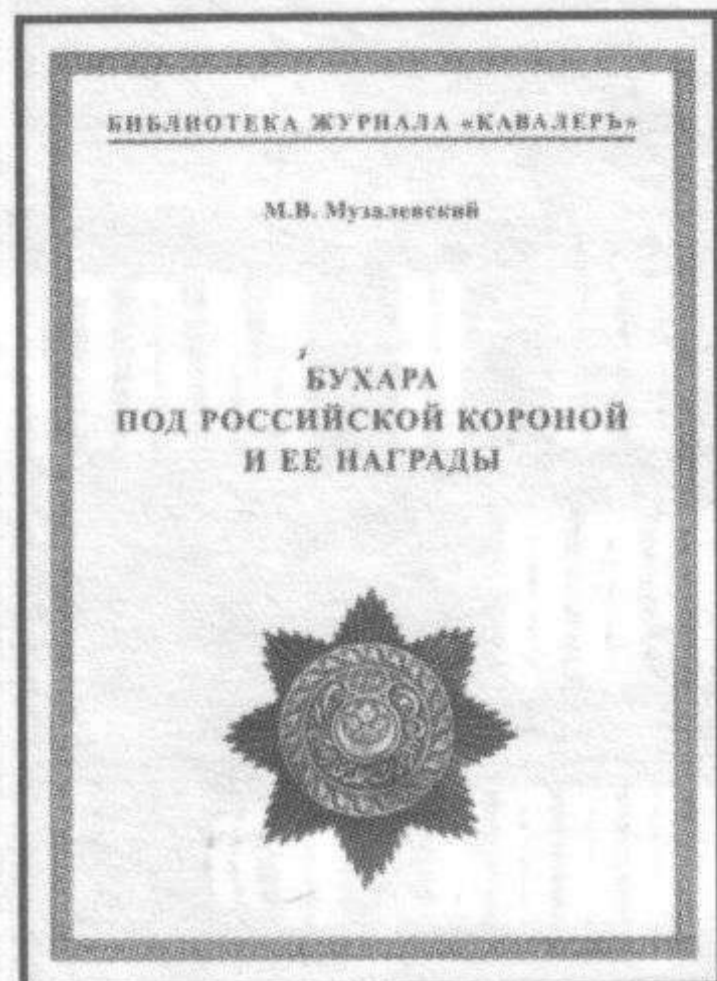 БИБЛИОТЕКА ЖУРНАЛА «КАВАЛЕРЪ»
М.В. Музалевский
БУХАРА
ПОД РОССИЙСКОЙ КОРОНОЙ
И ЕЕ НАГРАДЫ